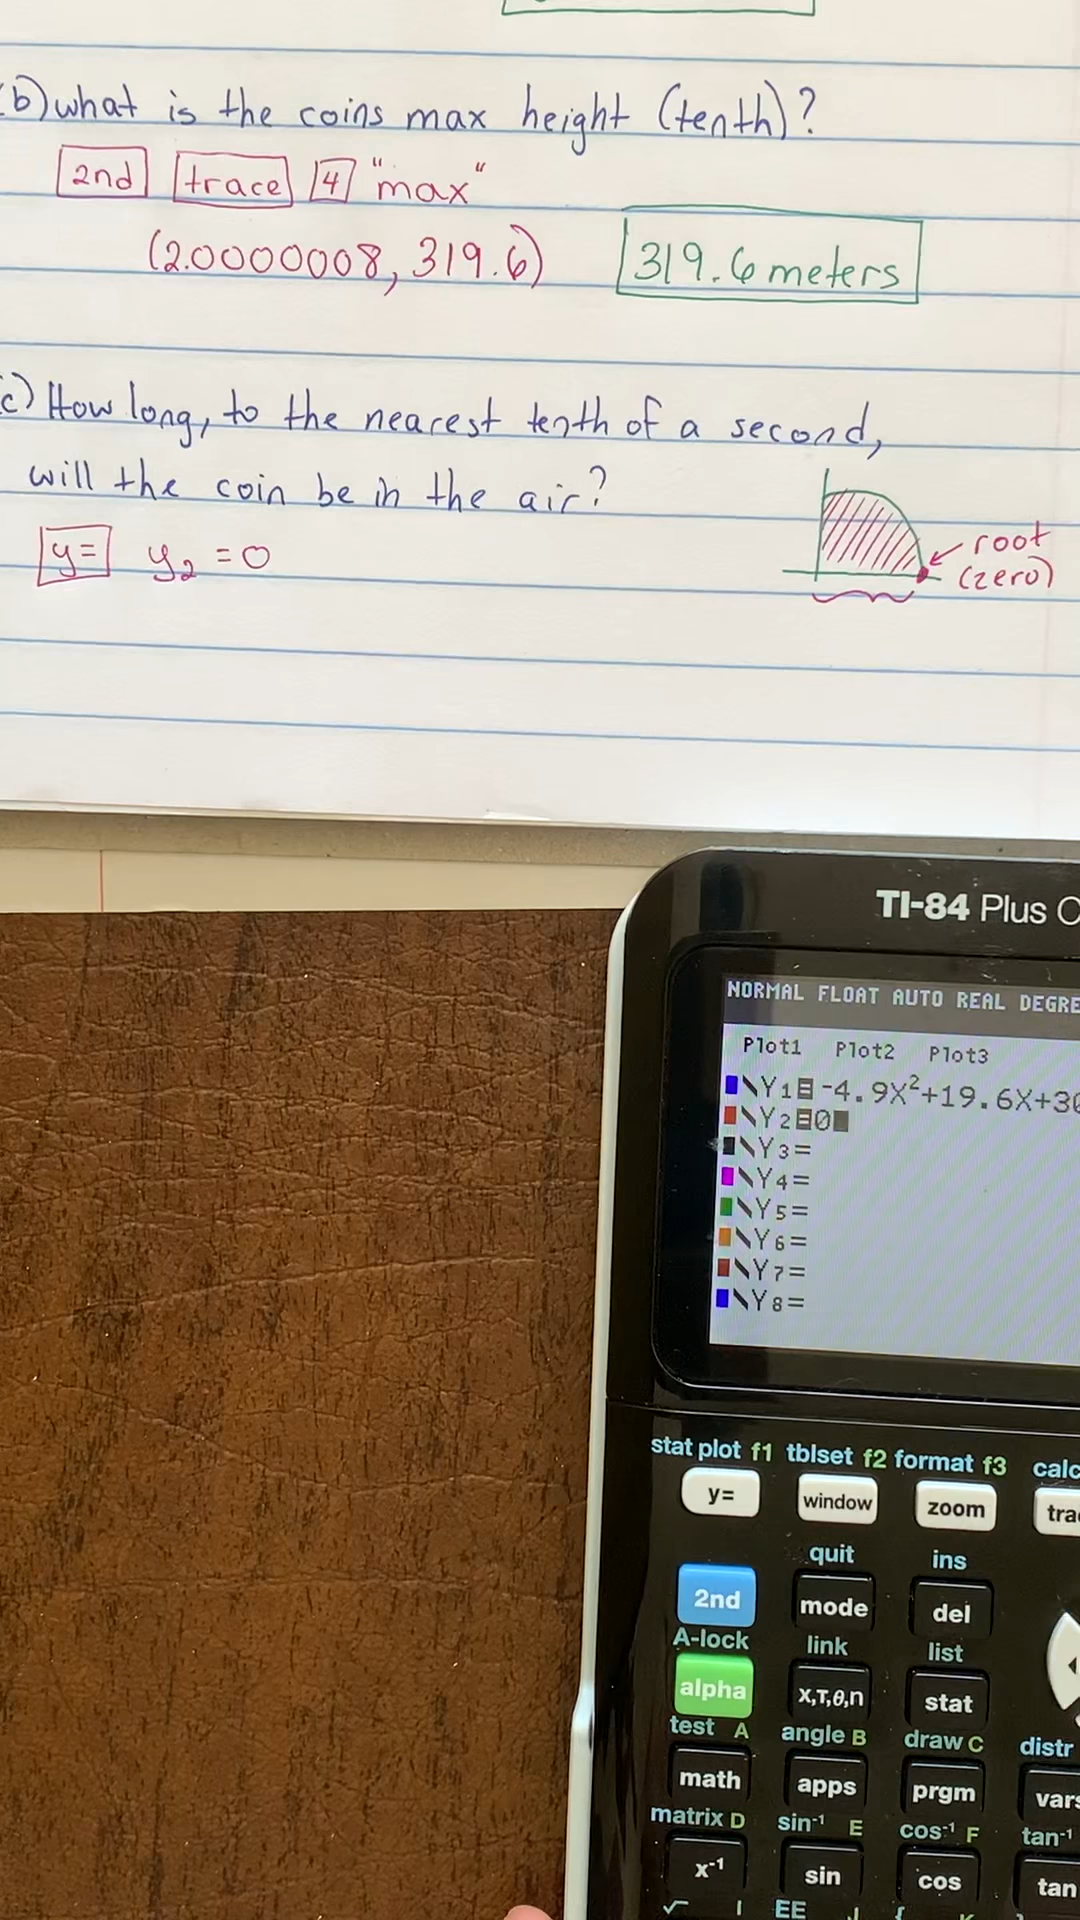 b) what is the coins max height (tenth)?
2nd trace 4 "max"
(2.0000008, 319.6) 319.6 meters
c) How long, to the nearest tenth of a second,
will the coin be in the air?
y= y₂ = 0
root
(zero)
TI-84 Plus C
NORMAL FLOAT AUTO REAL DEGRE
Plot1 Plot2 Plot3
\Y1=-4.9X²+19.6X+30
\Y2=0
\Y3=
\Y4=
\Y5=
\Y6=
\Y7=
\Y8=
stat plot f1 tblset f2 format f3 calc
y= window zoom tra
quit ins
2nd mode del
A-lock link list
alpha X,T,θ,n stat
test A angle B draw C distr
math apps prgm vars
matrix D sin⁻¹ E cos⁻¹ F tan⁻¹
x⁻¹ sin cos tan
√ I EE J { K